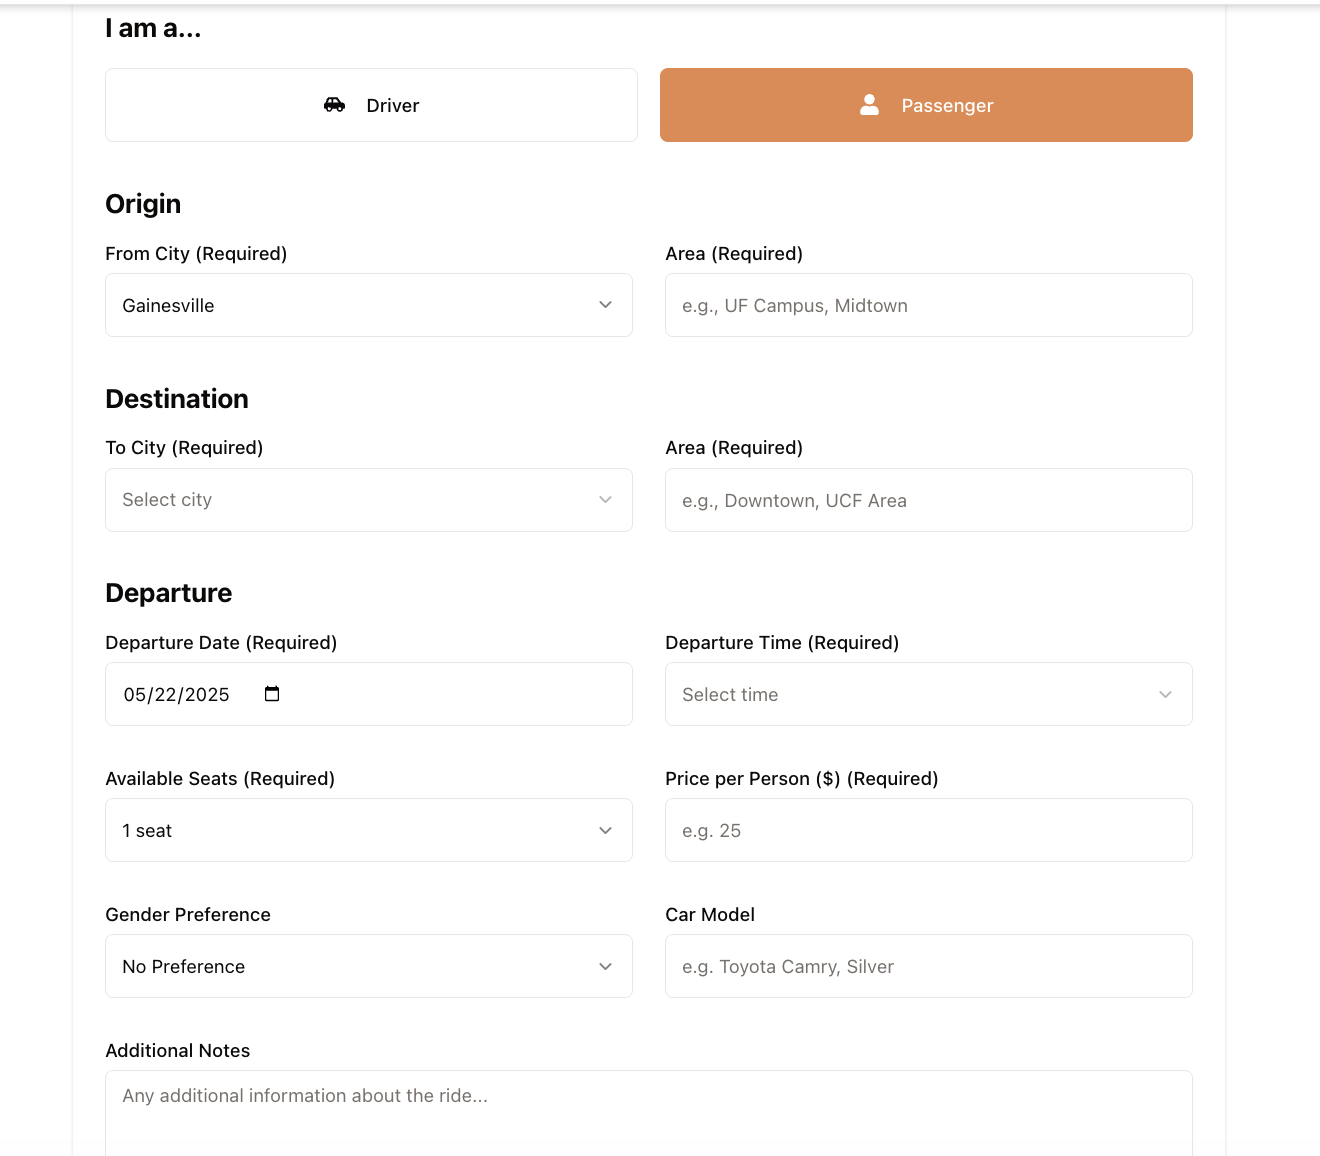 I am a...
Driver
Passenger
Origin
From City (Required)
Area (Required)
Gainesville
e.g., UF Campus, Midtown
Destination
To City (Required)
Area (Required)
Select city
e.g., Downtown, UCF Area
Departure
Departure Date (Required)
Departure Time (Required)
05/22/2025
Select time
Available Seats (Required)
Price per Person ($) (Required)
1 seat
e.g. 25
Gender Preference
Car Model
No Preference
e.g. Toyota Camry, Silver
Additional Notes
Any additional information about the ride...